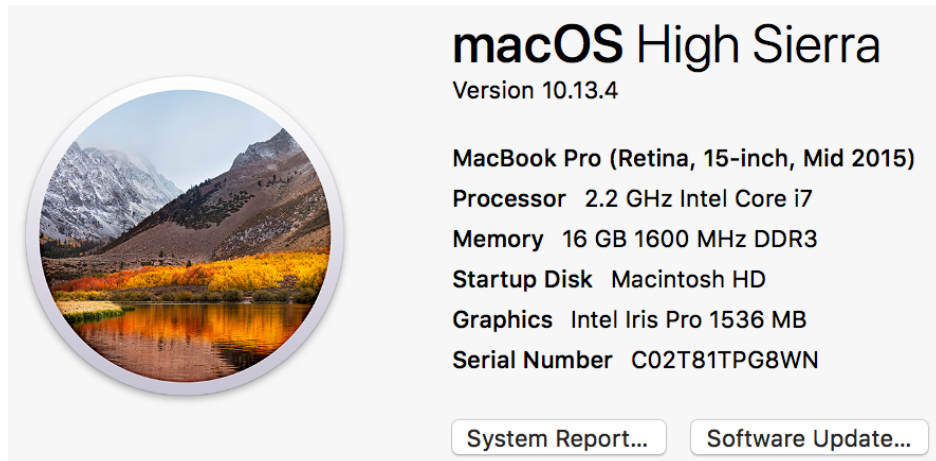 macOS High Sierra
Version 10.13.4
MacBook Pro (Retina, 15-inch, Mid 2015)
Processor 2.2 GHz Intel Core i7
Memory 16 GB 1600 MHz DDR3
Startup Disk Macintosh HD
Graphics Intel Iris Pro 1536 MB
Serial Number C02T81TPG8WN
System Report... Software Update...